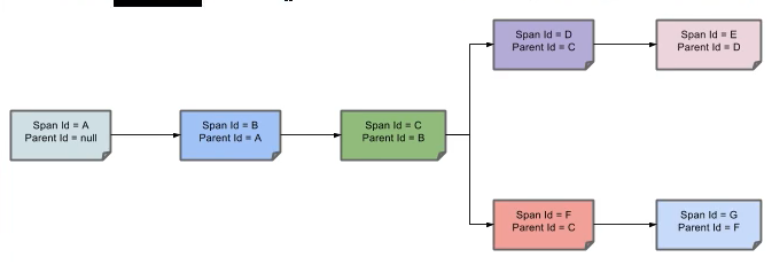 Span Id = D
Parent Id = C
Span Id = E
Parent Id = D
Span Id = A
Parent Id = null
Span Id = B
Parent Id = A
Span Id = C
Parent Id = B
Span Id = F
Parent Id = C
Span Id = G
Parent Id = F